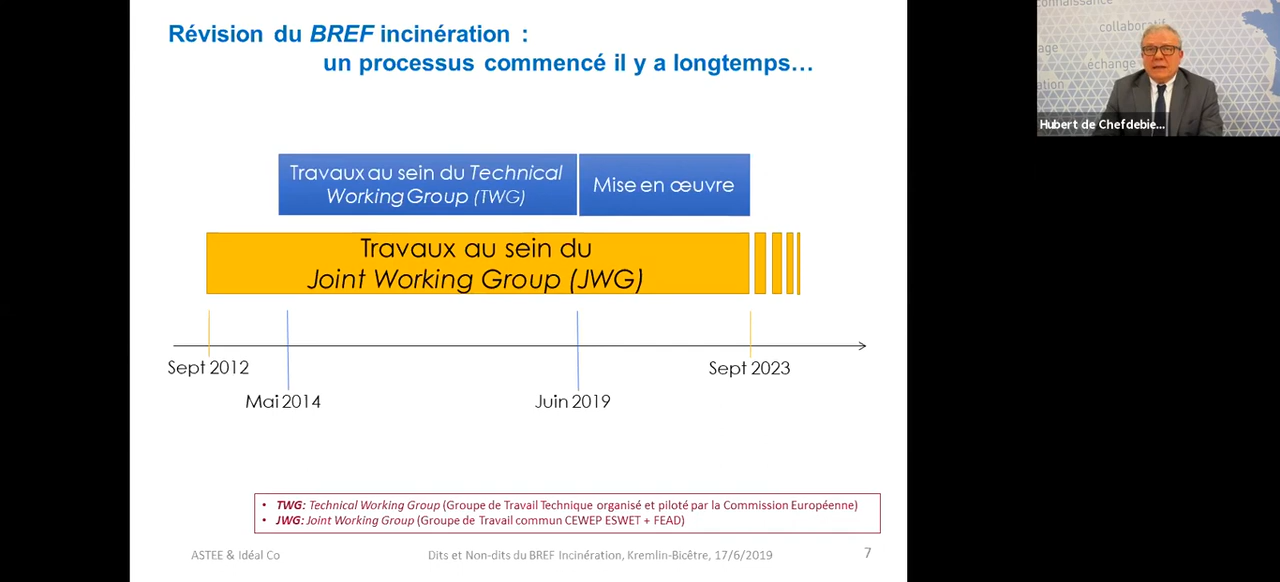 Révision du BREF incinération :
un processus commencé il y a longtemps…
Travaux au sein du Technical
Working Group (TWG)
Mise en œuvre
Travaux au sein du
Joint Working Group (JWG)
Sept 2012
Sept 2023
Mai 2014
Juin 2019
• TWG: Technical Working Group (Groupe de Travail Technique organisé et piloté par la Commission Européenne)
• JWG: Joint Working Group (Groupe de Travail commun CEWEP ESWET + FEAD)
ASTEE & Idéal Co
Dits et Non-dits du BREF Incinération, Kremlin-Bicêtre, 17/6/2019
7
connaissance
collaboratif
échange
Hubert de Chefdebie...